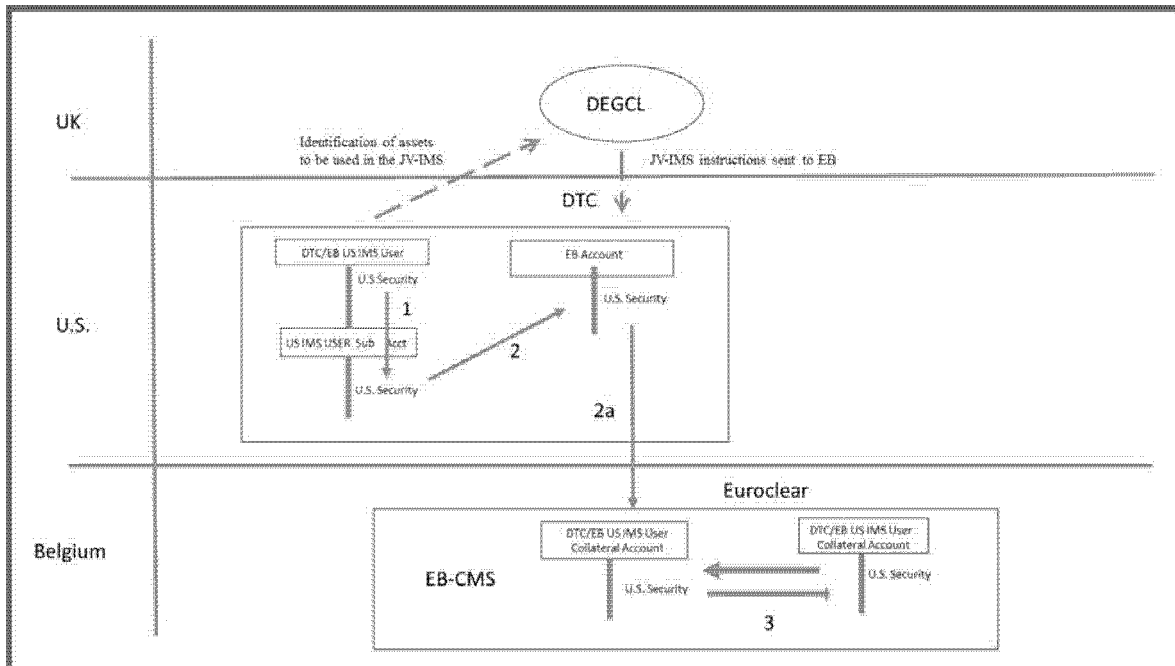 UK
DEGCL
Identification of assets
to be used in the JV-IMS
JV-IMS instructions sent to EB
DTC
U.S.
DTC/EB US IMS User
U.S Security
1
US IMS USER Sub Acct
U.S. Security
2
EB Account
U.S. Security
2a
Belgium
Euroclear
EB-CMS
DTC/EB US IMS User
Collateral Account
U.S. Security
DTC/EB US IMS User
Collateral Account
U.S. Security
3